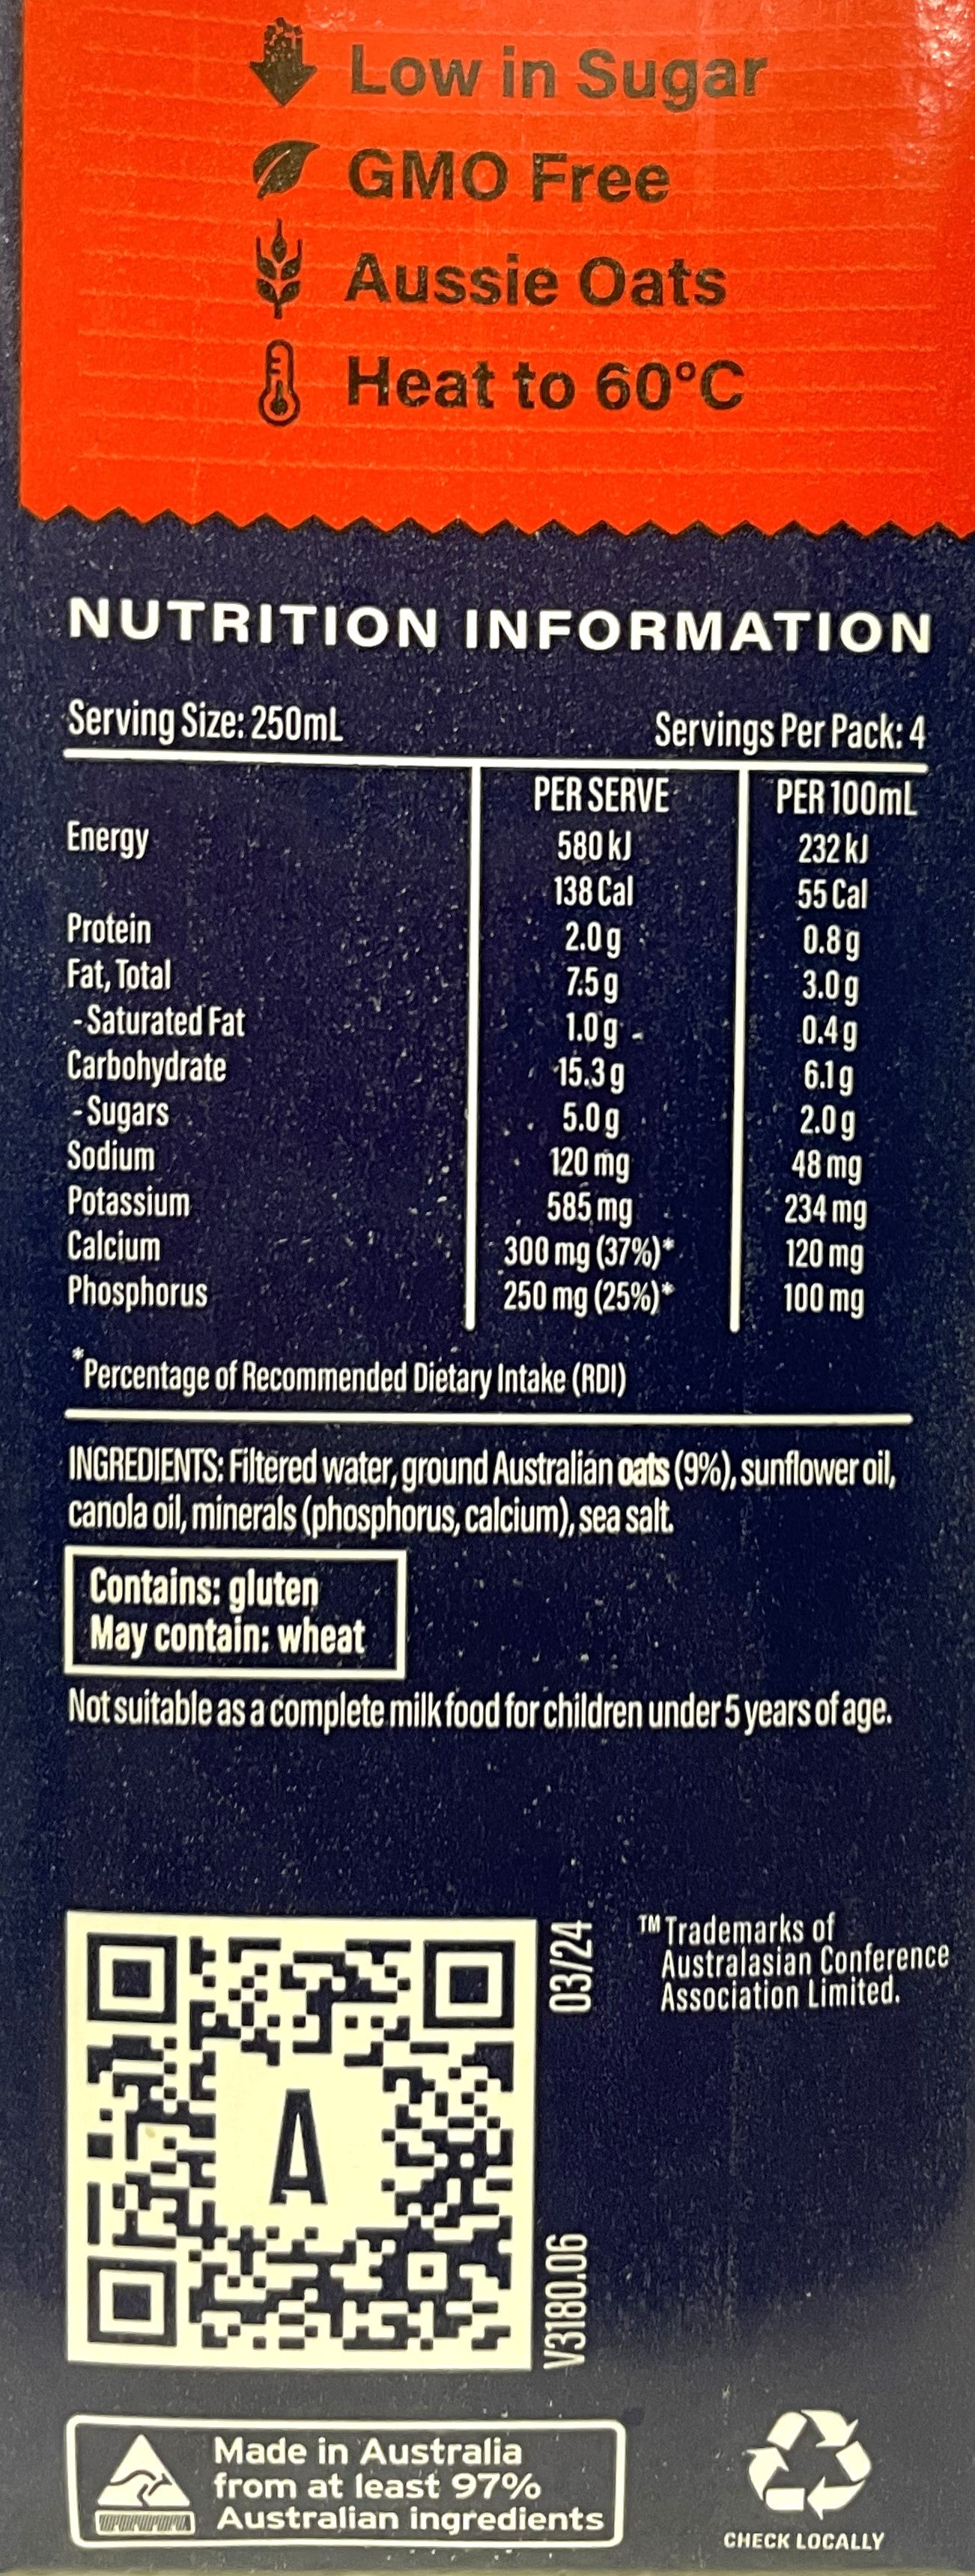 Low in Sugar
GMO Free
Aussie Oats
Heat to 60°C
NUTRITION INFORMATION
Serving Size: 250mL Servings Per Pack: 4
PER SERVE PER 100mL
Energy 580 kJ 232 kJ
138 Cal 55 Cal
Protein 2.0 g 0.8 g
Fat, Total 7.5 g 3.0 g
- Saturated Fat 1.0 g 0.4 g
Carbohydrate 15.3 g 6.1 g
- Sugars 5.0 g 2.0 g
Sodium 120 mg 48 mg
Potassium 585 mg 234 mg
Calcium 300 mg (37%)* 120 mg
Phosphorus 250 mg (25%)* 100 mg
*Percentage of Recommended Dietary Intake (RDI)
INGREDIENTS: Filtered water, ground Australian oats (9%), sunflower oil,
canola oil, minerals (phosphorus, calcium), sea salt.
Contains: gluten
May contain: wheat
Not suitable as a complete milk food for children under 5 years of age.
A
03/24
V3180.06
™ Trademarks of
Australasian Conference
Association Limited.
Made in Australia
from at least 97%
Australian ingredients
CHECK LOCALLY